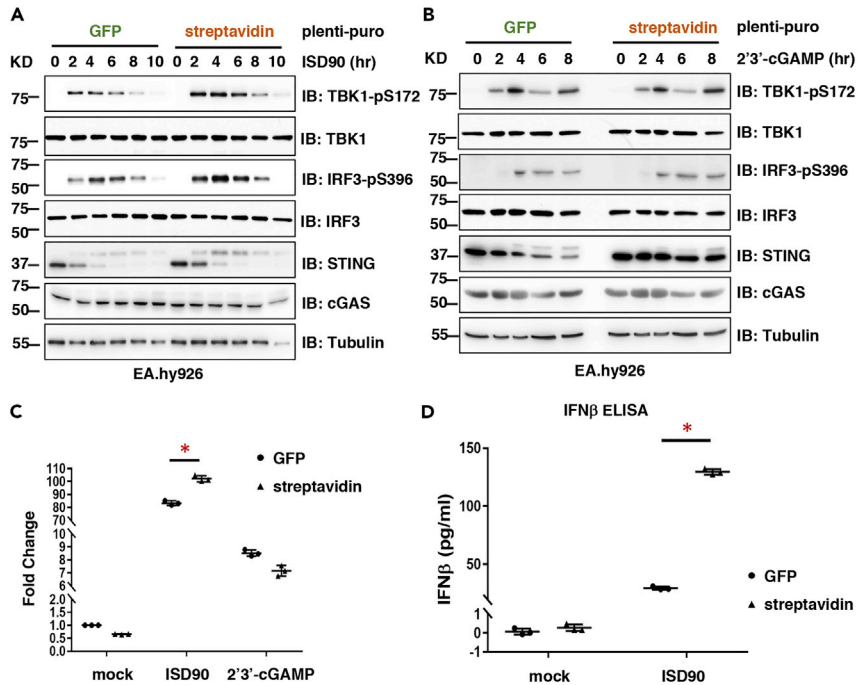 A
GFP streptavidin plenti-puro
KD 0 2 4 6 8 10 0 2 4 6 8 10 ISD90 (hr)
75 IB: TBK1-pS172
75 IB: TBK1
75
50 IB: IRF3-pS396
75
50 IB: IRF3
37 IB: STING
75
50 IB: cGAS
55 IB: Tubulin
EA.hy926
B
GFP streptavidin plenti-puro
KD 0 2 4 6 8 0 2 4 6 8 2'3'-cGAMP (hr)
75 IB: TBK1-pS172
75 IB: TBK1
75
50 IB: IRF3-pS396
75
50 IB: IRF3
37 IB: STING
75
50 IB: cGAS
55 IB: Tubulin
EA.hy926
C
*
GFP
streptavidin
Fold Change
110
100
90
80
70
10
9
8
7
6
2.0
1.5
1.0
0.5
0.0
mock ISD90 2'3'-cGAMP
D
IFNβ ELISA
*
GFP
streptavidin
IFNβ (pg/ml)
150
100
50
1
0
-1
mock ISD90